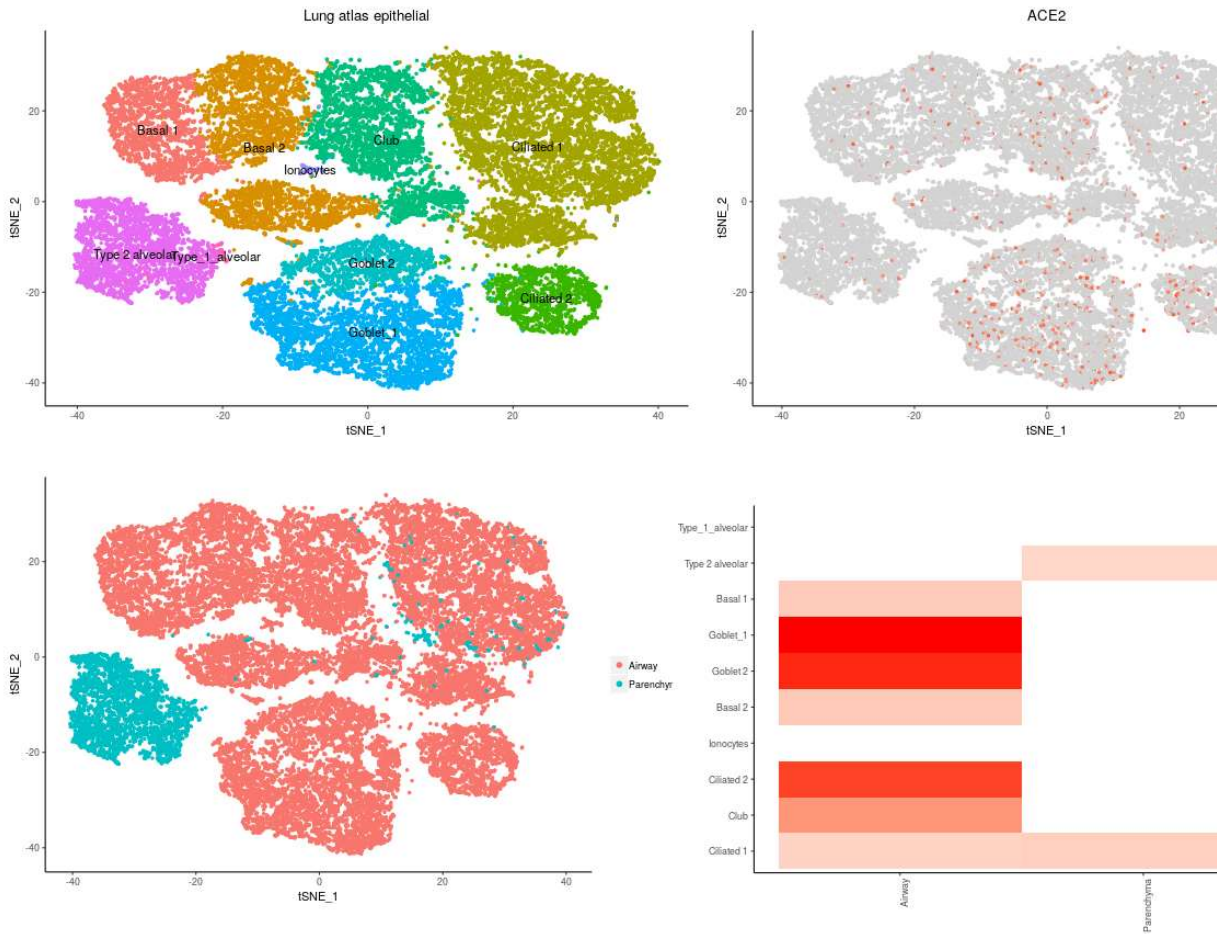 Lung atlas epithelial
ACE2
20
0
-20
-40
tSNE_2
Basal 1
Basal 2
Club
Ciliated 1
Ionocytes
Type 2 alveolar
Type_1_alveolar
Goblet 2
Ciliated 2
Goblet_1
-40
-20
0
20
40
tSNE_1
20
0
-20
-40
tSNE_2
-40
-20
0
20
tSNE_1
20
0
-20
-40
tSNE_2
-40
-20
0
20
40
tSNE_1
Airway
Parenchyr
Type_1_alveolar
Type 2 alveolar
Basal 1
Goblet_1
Goblet 2
Basal 2
Ionocytes
Ciliated 2
Club
Ciliated 1
Airway
Parenchyma